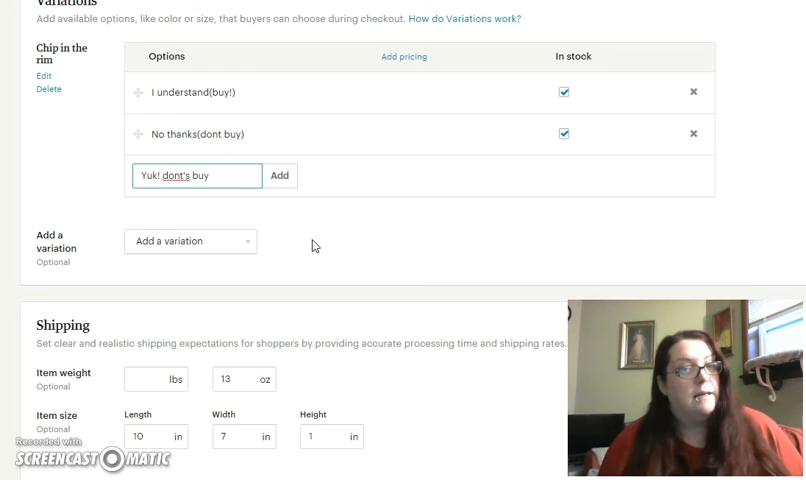 Variations
Add available options, like color or size, that buyers can choose during checkout. How do Variations work?
Chip in the
rim
Edit
Delete
Options
Add pricing
In stock
I understand(buy!)
No thanks(dont buy)
Yuk! dont's buy
Add
Add a
variation
Optional
Add a variation
Shipping
Set clear and realistic shipping expectations for shoppers by providing accurate processing time and shipping rates.
Item weight
Optional
lbs
13 oz
Item size
Optional
Length
Width
Height
10 in
7 in
1 in
Recorded with
SCREENCAST MATIC